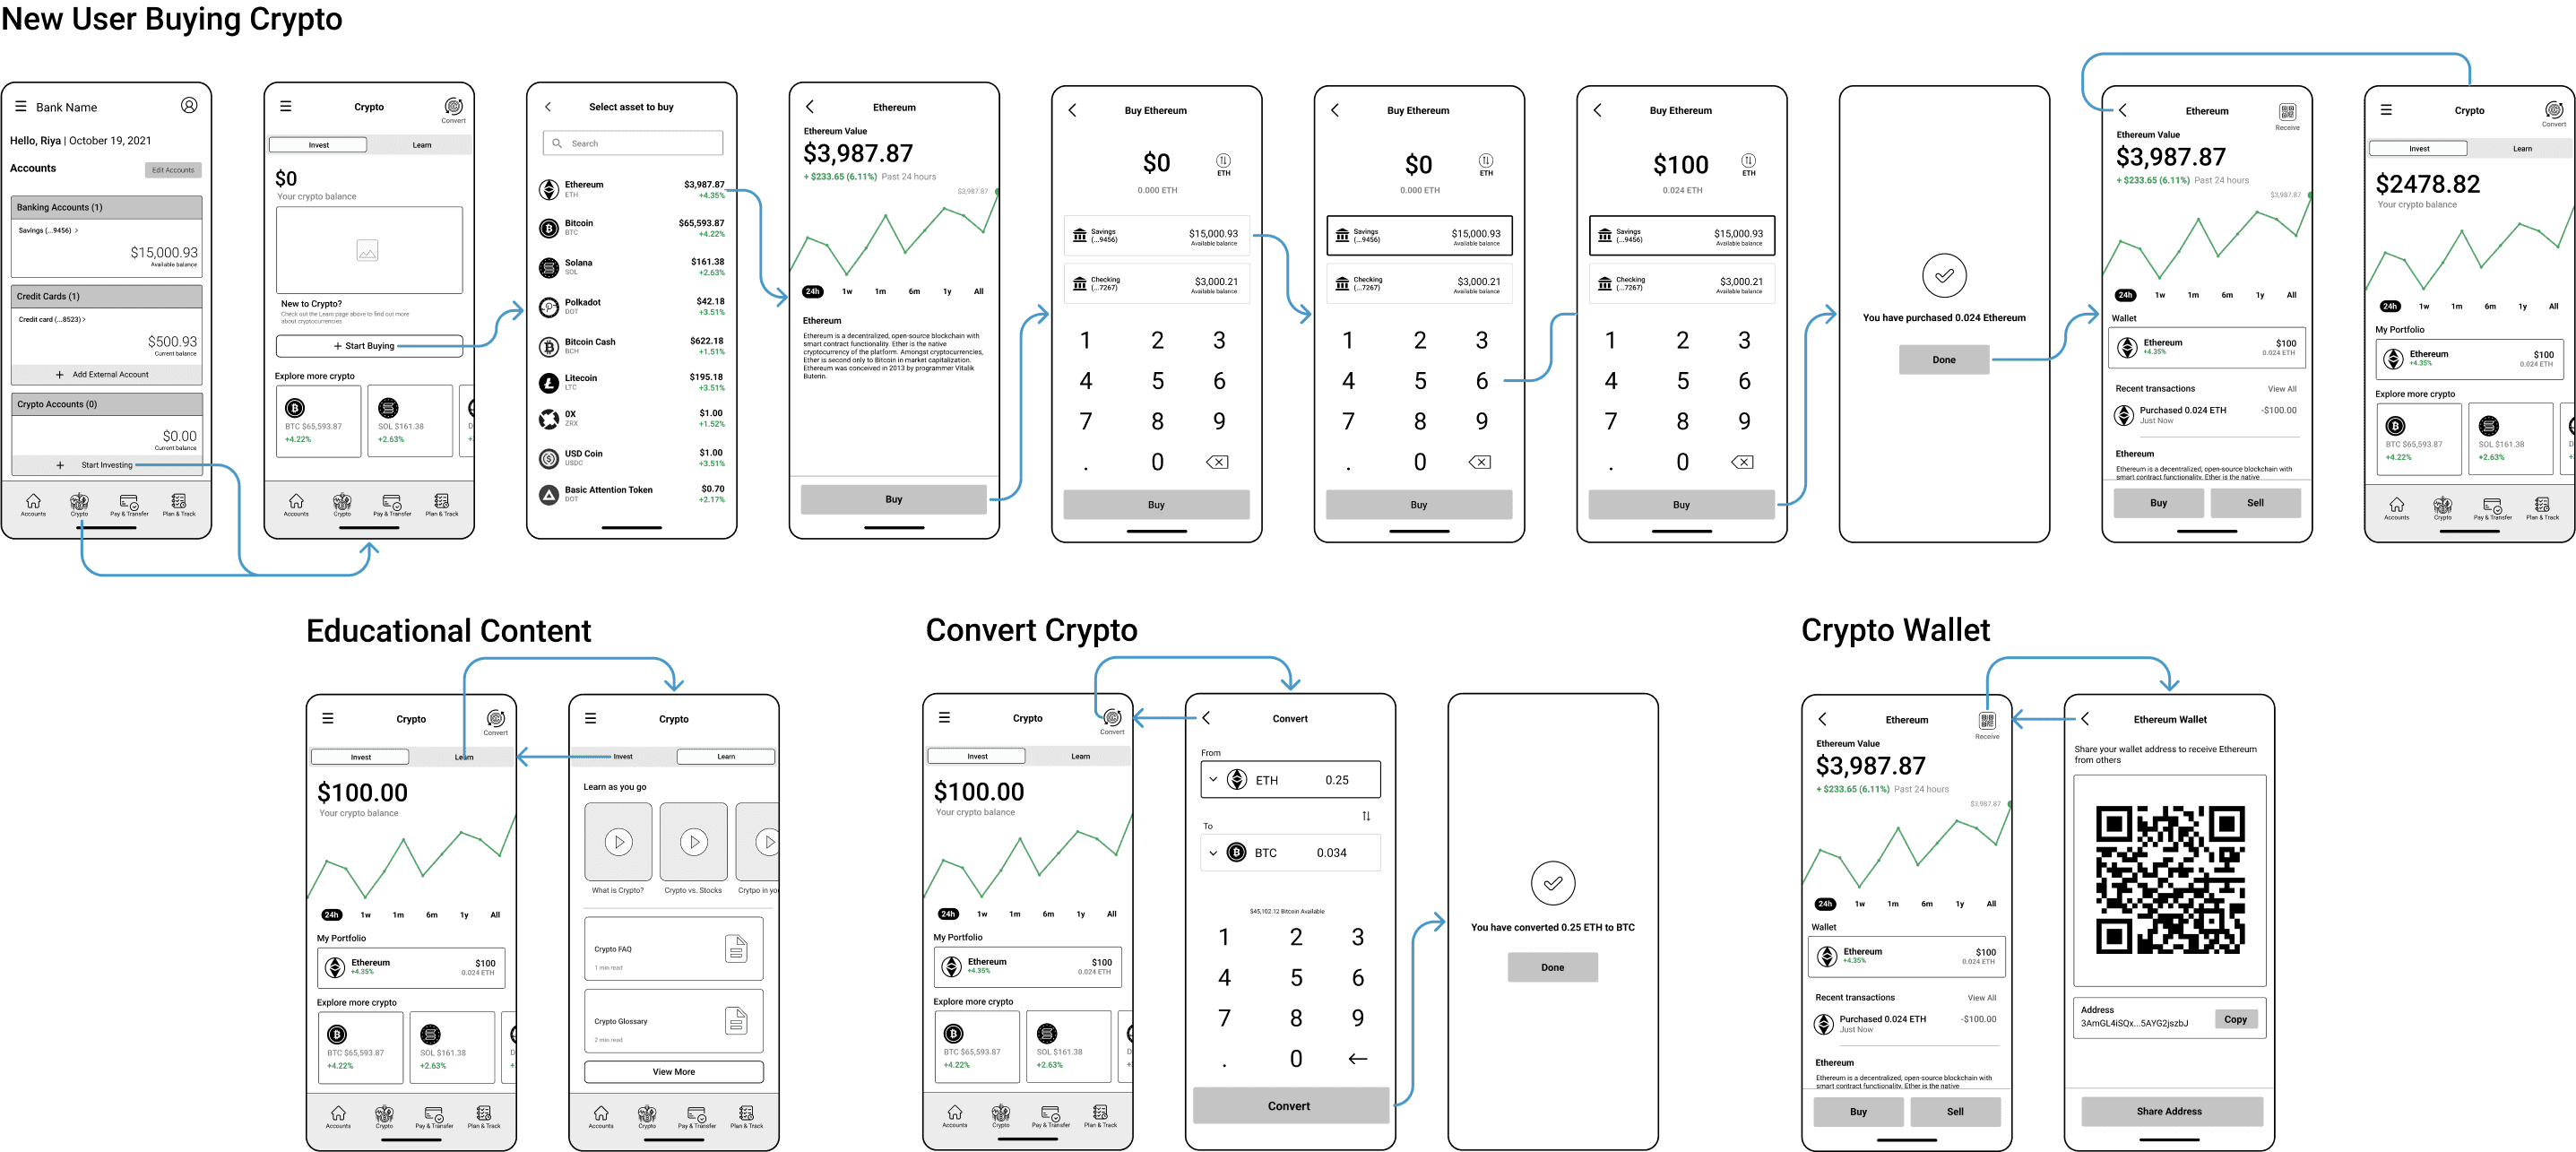 New User Buying Crypto
Bank Name
Hello, Riya | October 19, 2021
Accounts
Edit Accounts
Banking Accounts (1)
Savings (...9456) >
$15,000.93
Available balance
Credit Cards (1)
Credit card (...8523)>
$500.93
Current balance
+ Add External Account
Crypto Accounts (0)
$0.00
Current balance
+ Start Investing
Accounts
Crypto
Pay & Transfer
Plan & Track
Crypto
Convert
Invest
Learn
$0
Your crypto balance
New to Crypto?
Check out the Learn page above to find out more
about cryptocurrencies
+ Start Buying
Explore more crypto
BTC $65,593.87
+4.22%
SOL $161.38
+2.63%
D
+
Accounts
Crypto
Pay & Transfer
Plan & Track
Select asset to buy
Search
Ethereum
ETH
$3,987.87
+4.35%
Bitcoin
BTC
$65,593.87
+4.22%
Solana
SOL
$161.38
+2.63%
Polkadot
DOT
$42.18
+3.51%
Bitcoin Cash
BCH
$622.18
+1.51%
Litecoin
LTC
$195.18
+3.51%
0X
ZRX
$1.00
+1.52%
USD Coin
USDC
$1.00
+3.51%
Basic Attention Token
DOT
$0.70
+2.17%
Ethereum
Ethereum Value
$3,987.87
+ $233.65 (6.11%) Past 24 hours
$3,987.87
24h 1w 1m 6m 1y All
Ethereum
Ethereum is a decentralized, open-source blockchain with
smart contract functionality. Ether is the native
cryptocurrency of the platform. Amongst cryptocurrencies,
Ether is second only to Bitcoin in market capitalization.
Ethereum was conceived in 2013 by programmer Vitalik
Buterin.
Buy
Buy Ethereum
$0
ETH
0.000 ETH
Savings
(...9456)
$15,000.93
Available balance
Checking
(...7267)
$3,000.21
Available balance
1 2 3
4 5 6
7 8 9
. 0
Buy
Buy Ethereum
$0
ETH
0.000 ETH
Savings
(...9456)
$15,000.93
Available balance
Checking
(...7267)
$3,000.21
Available balance
1 2 3
4 5 6
7 8 9
. 0
Buy
Buy Ethereum
$100
ETH
0.024 ETH
Savings
(...9456)
$15,000.93
Available balance
Checking
(...7267)
$3,000.21
Available balance
1 2 3
4 5 6
7 8 9
. 0
Buy
You have purchased 0.024 Ethereum
Done
Ethereum
Receive
Ethereum Value
$3,987.87
+ $233.65 (6.11%) Past 24 hours
$3,987.87
24h 1w 1m 6m 1y All
Wallet
Ethereum
+4.35%
$100
0.024 ETH
Recent transactions
View All
Purchased 0.024 ETH
Just Now
-$100.00
Ethereum
Ethereum is a decentralized, open-source blockchain with
smart contract functionality. Ether is the native
Buy
Sell
Crypto
Convert
Invest
Learn
$2478.82
Your crypto balance
24h 1w 1m 6m 1y All
My Portfolio
Ethereum
+4.35%
$100
0.024 ETH
Explore more crypto
BTC $65,593.87
+4.22%
SOL $161.38
+2.63%
D
+
Accounts
Crypto
Pay & Transfer
Plan & Track
Educational Content
Crypto
Convert
Invest
Learn
$100.00
Your crypto balance
24h 1w 1m 6m 1y All
My Portfolio
Ethereum
+4.35%
$100
0.024 ETH
Explore more crypto
BTC $65,593.87
+4.22%
SOL $161.38
+2.63%
D
+
Accounts
Crypto
Pay & Transfer
Plan & Track
Crypto
Invest
Learn
Learn as you go
What is Crypto?
Crypto vs. Stocks
Crytpo in you
Crypto FAQ
1 min read
Crypto Glossary
2 min read
View More
Accounts
Crypto
Pay & Transfer
Plan & Track
Convert Crypto
Crypto
Convert
Invest
Learn
$100.00
Your crypto balance
24h 1w 1m 6m 1y All
My Portfolio
Ethereum
+4.35%
$100
0.024 ETH
Explore more crypto
BTC $65,593.87
+4.22%
SOL $161.38
+2.63%
D
+
Accounts
Crypto
Pay & Transfer
Plan & Track
Convert
From
ETH 0.25
To
BTC 0.034
$45,102.12 Bitcoin Available
1 2 3
4 5 6
7 8 9
. 0 ←
Convert
You have converted 0.25 ETH to BTC
Done
Crypto Wallet
Ethereum
Receive
Ethereum Value
$3,987.87
+ $233.65 (6.11%) Past 24 hours
$3,987.87
24h 1w 1m 6m 1y All
Wallet
Ethereum
+4.35%
$100
0.024 ETH
Recent transactions
View All
Purchased 0.024 ETH
Just Now
-$100.00
Ethereum
Ethereum is a decentralized, open-source blockchain with
smart contract functionality. Ether is the native
Buy
Sell
Ethereum Wallet
Share your wallet address to receive Ethereum
from others
Address
3AmGL4iSQx...5AYG2jszbJ
Copy
Share Address